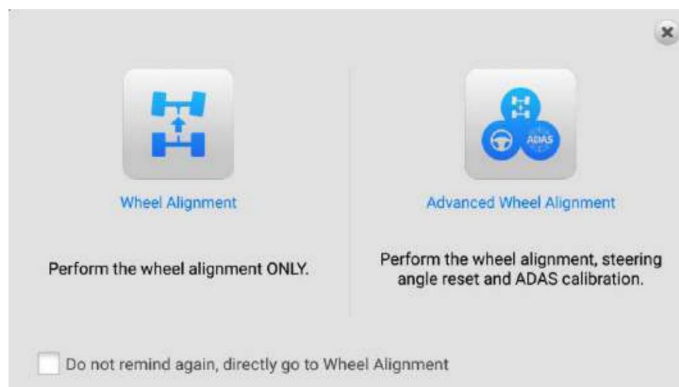 ADAS
Wheel Alignment
Advanced Wheel Alignment
Perform the wheel alignment ONLY.
Perform the wheel alignment, steering
angle reset and ADAS calibration.
Do not remind again, directly go to Wheel Alignment